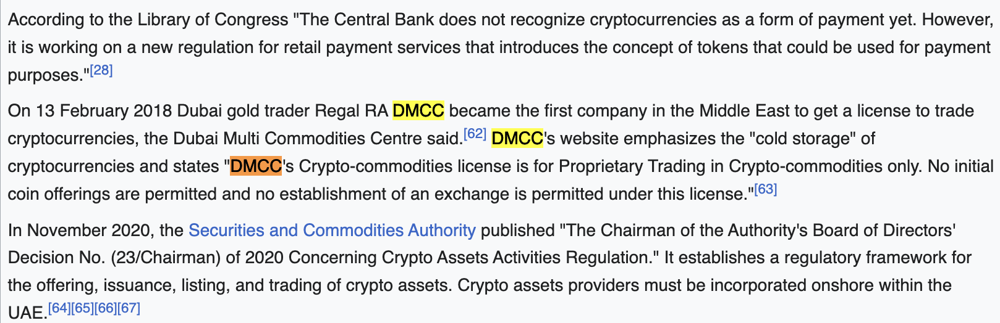 According to the Library of Congress "The Central Bank does not recognize cryptocurrencies as a form of payment yet. However,
it is working on a new regulation for retail payment services that introduces the concept of tokens that could be used for payment
purposes."[28]
On 13 February 2018 Dubai gold trader Regal RA DMCC became the first company in the Middle East to get a license to trade
cryptocurrencies, the Dubai Multi Commodities Centre said.[62] DMCC's website emphasizes the "cold storage" of
cryptocurrencies and states "DMCC's Crypto-commodities license is for Proprietary Trading in Crypto-commodities only. No initial
coin offerings are permitted and no establishment of an exchange is permitted under this license."[63]
In November 2020, the Securities and Commodities Authority published "The Chairman of the Authority's Board of Directors'
Decision No. (23/Chairman) of 2020 Concerning Crypto Assets Activities Regulation." It establishes a regulatory framework for
the offering, issuance, listing, and trading of crypto assets. Crypto assets providers must be incorporated onshore within the
UAE.[64][65][66][67]